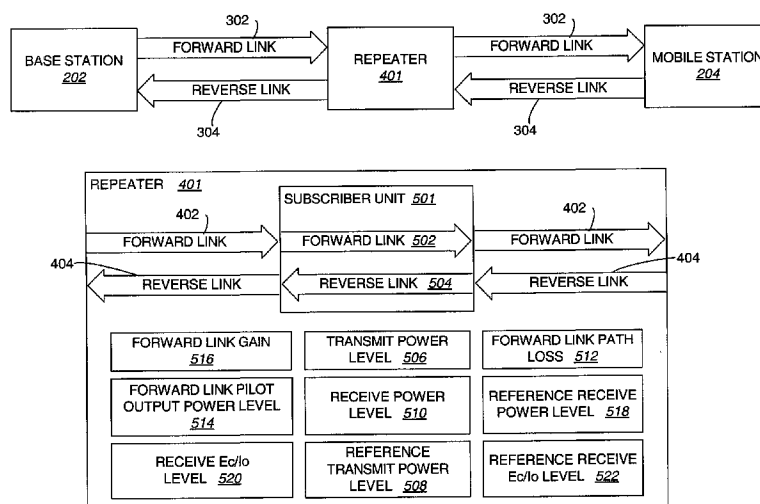 302
302
BASE STATION
202
FORWARD LINK
REVERSE LINK
304
REPEATER
401
FORWARD LINK
REVERSE LINK
304
MOBILE STATION
204
REPEATER 401
SUBSCRIBER UNIT 501
402
402
FORWARD LINK
FORWARD LINK 502
FORWARD LINK
404
404
REVERSE LINK
REVERSE LINK 504
REVERSE LINK
FORWARD LINK GAIN
516
TRANSMIT POWER
LEVEL 506
FORWARD LINK PATH
LOSS 512
FORWARD LINK PILOT
OUTPUT POWER LEVEL
514
RECEIVE POWER
LEVEL 510
REFERENCE RECEIVE
POWER LEVEL 518
RECEIVE Ec/Io
LEVEL 520
REFERENCE
TRANSMIT POWER
LEVEL 508
REFERENCE RECEIVE
Ec/Io LEVEL 522